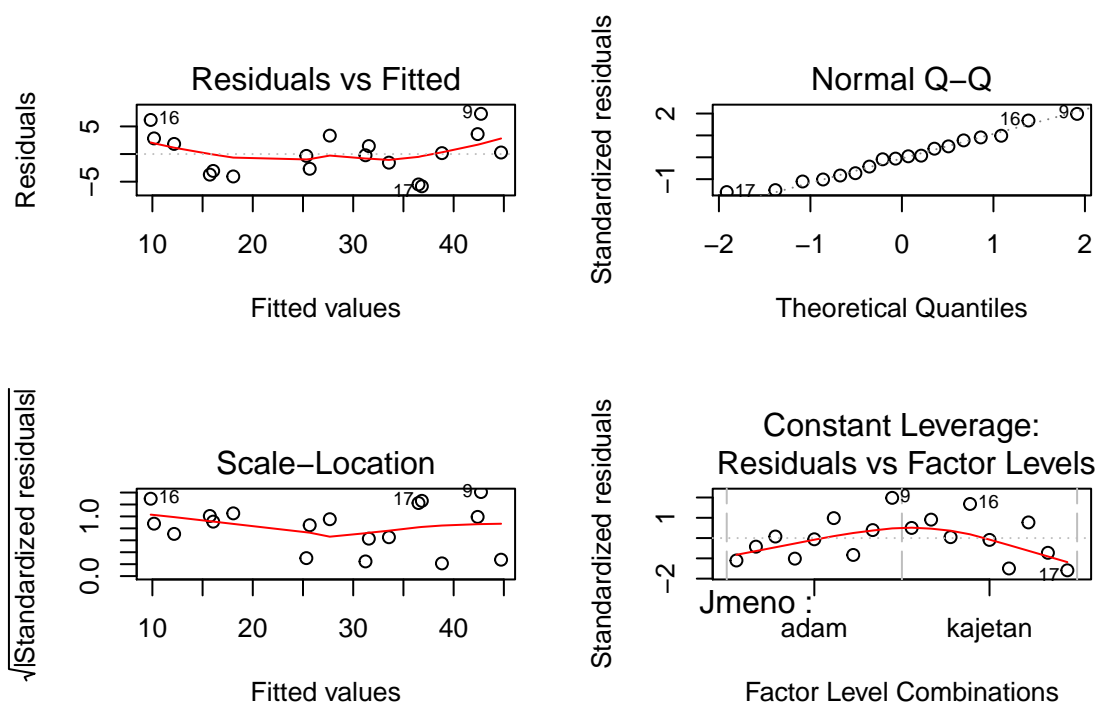 Residuals vs Fitted
Residuals
5
−5
16
9
17
10 20 30 40
Fitted values
Normal Q−Q
Standardized residuals
2
−1
16
9
17
−2 −1 0 1 2
Theoretical Quantiles
Scale−Location
√|Standardized residuals|
1.0
0.0
16
17
9
10 20 30 40
Fitted values
Constant Leverage:
Residuals vs Factor Levels
Standardized residuals
1
−2
9
16
17
Jmeno :
adam kajetan
Factor Level Combinations